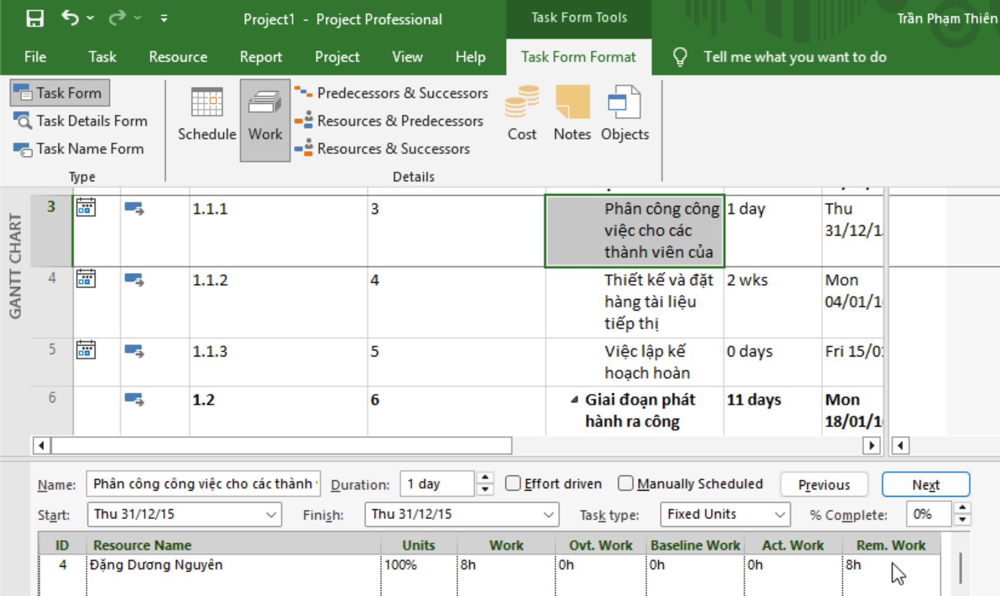 Project1 - Project Professional
Task Form Tools
Trần Phạm Thiên
File Task Resource Report Project View Help Task Form Format Tell me what you want to do
Task Form
Task Details Form
Task Name Form
Type
Schedule
Work
Predecessors & Successors
Resources & Predecessors
Resources & Successors
Cost
Notes
Objects
Details
GANTT CHART
3 1.1.1 3 Phân công công việc cho các thành viên của 1 day Thu 31/12/1
4 1.1.2 4 Thiết kế và đặt hàng tài liệu tiếp thị 2 wks Mon 04/01/1
5 1.1.3 5 Việc lập kế hoạch hoàn 0 days Fri 15/0
6 1.2 6 Giai đoạn phát hành ra công 11 days Mon 18/01/1
Name: Phân công công việc cho các thành Duration: 1 day Effort driven Manually Scheduled Previous Next
Start: Thu 31/12/15 Finish: Thu 31/12/15 Task type: Fixed Units % Complete: 0%
ID Resource Name Units Work Ovt. Work Baseline Work Act. Work Rem. Work
4 Đặng Dương Nguyên 100% 8h 0h 0h 0h 8h